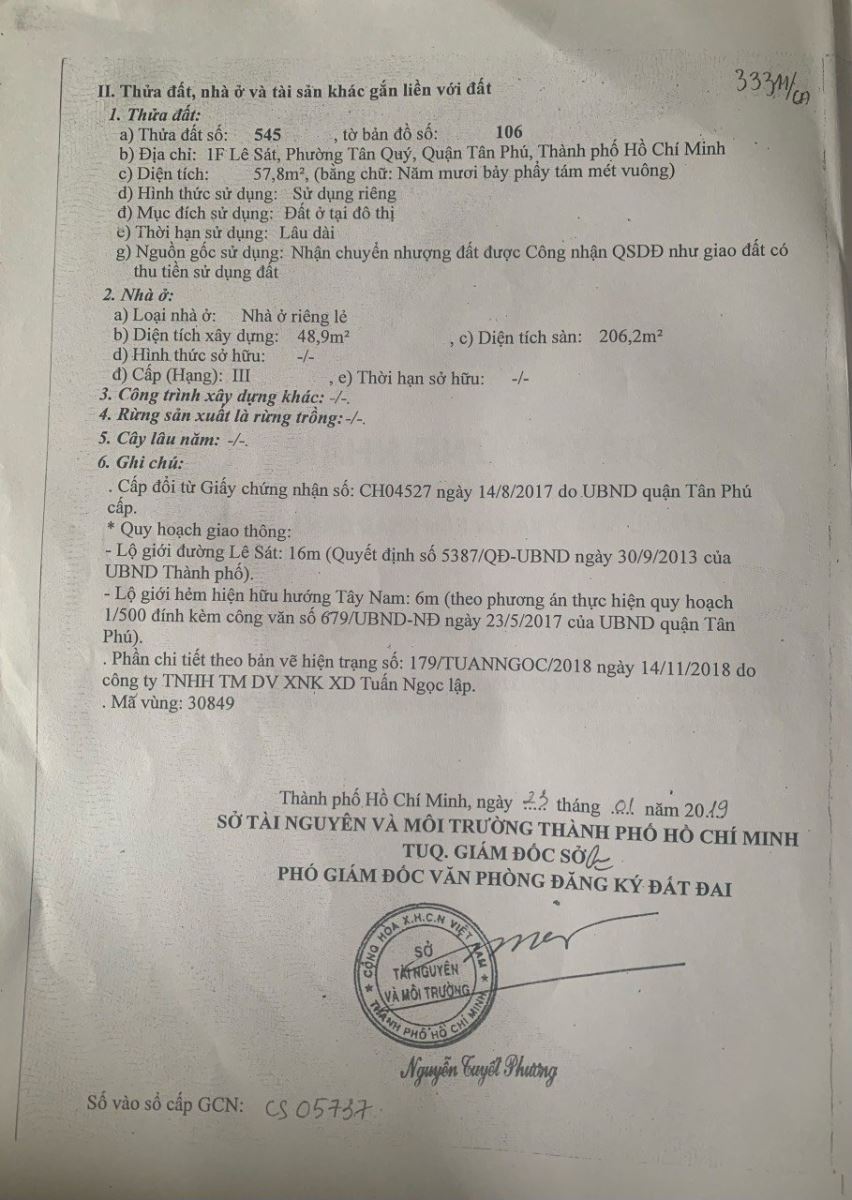 333M/CĐ
II. Thửa đất, nhà ở và tài sản khác gắn liền với đất
1. Thửa đất:
a) Thửa đất số: 545 , tờ bản đồ số: 106
b) Địa chỉ: 1F Lê Sát, Phường Tân Quý, Quận Tân Phú, Thành phố Hồ Chí Minh
c) Diện tích: 57,8m², (bằng chữ: Năm mươi bảy phẩy tám mét vuông)
d) Hình thức sử dụng: Sử dụng riêng
đ) Mục đích sử dụng: Đất ở tại đô thị
e) Thời hạn sử dụng: Lâu dài
g) Nguồn gốc sử dụng: Nhận chuyển nhượng đất được Công nhận QSDĐ như giao đất có
thu tiền sử dụng đất
2. Nhà ở:
a) Loại nhà ở: Nhà ở riêng lẻ
b) Diện tích xây dựng: 48,9m² , c) Diện tích sàn: 206,2m²
d) Hình thức sở hữu: -/-
đ) Cấp (Hạng): III , e) Thời hạn sở hữu: -/-
3. Công trình xây dựng khác: -/-.
4. Rừng sản xuất là rừng trồng: -/-.
5. Cây lâu năm: -/-.
6. Ghi chú:
. Cấp đổi từ Giấy chứng nhận số: CH04527 ngày 14/8/2017 do UBND quận Tân Phú
cấp.
* Quy hoạch giao thông:
- Lộ giới đường Lê Sát: 16m (Quyết định số 5387/QĐ-UBND ngày 30/9/2013 của
UBND Thành phố).
- Lộ giới hẻm hiện hữu hướng Tây Nam: 6m (theo phương án thực hiện quy hoạch
1/500 đính kèm công văn số 679/UBND-NĐ ngày 23/5/2017 của UBND quận Tân
Phú).
. Phần chi tiết theo bản vẽ hiện trạng số: 179/TUANNGOC/2018 ngày 14/11/2018 do
công ty TNHH TM DV XNK XD Tuấn Ngọc lập.
. Mã vùng: 30849
Thành phố Hồ Chí Minh, ngày 23 tháng 01 năm 2019
SỞ TÀI NGUYÊN VÀ MÔI TRƯỜNG THÀNH PHỐ HỒ CHÍ MINH
TUQ. GIÁM ĐỐC SỞ
PHÓ GIÁM ĐỐC VĂN PHÒNG ĐĂNG KÝ ĐẤT ĐAI
CỘNG HÒA X.H.C.N VIỆT NAM
SỞ
TÀI NGUYÊN
VÀ MÔI TRƯỜNG
THÀNH PHỐ HỒ CHÍ MINH
Nguyễn Tuyết Phương
Số vào sổ cấp GCN: CS 05737